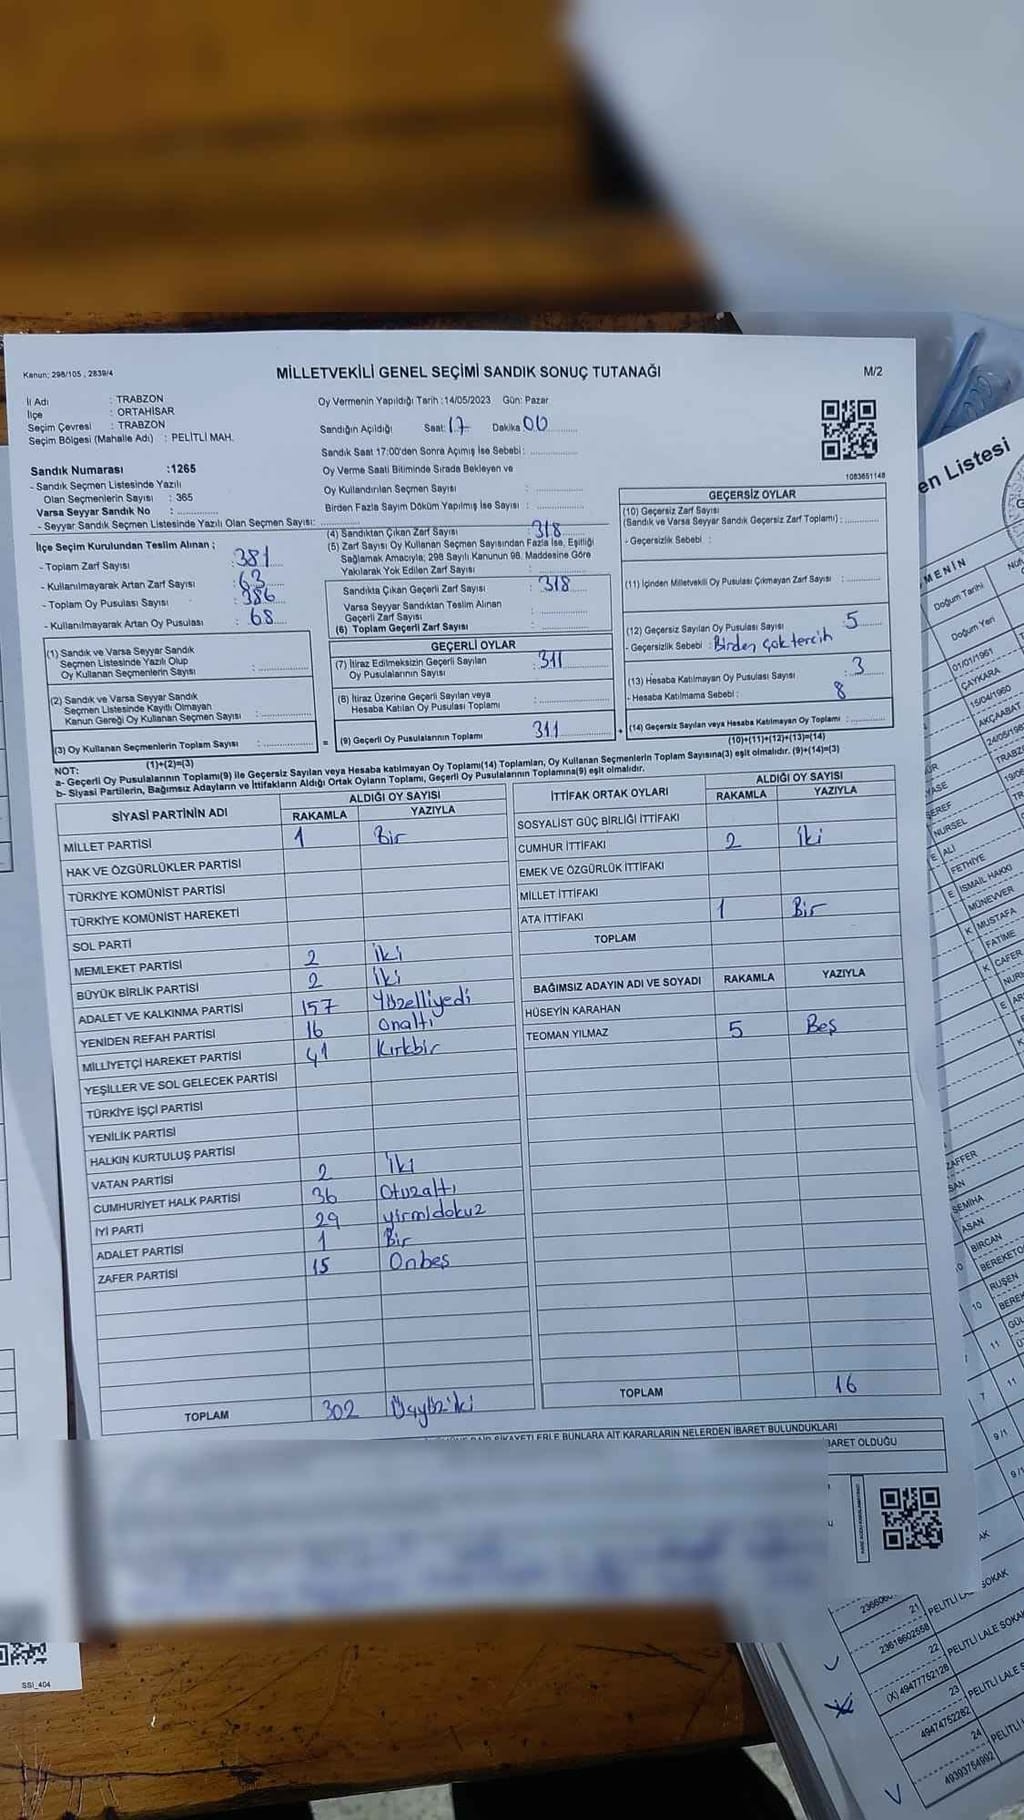 Kanun: 298/105 , 2839/4
MİLLETVEKİLİ GENEL SEÇİMİ SANDIK SONUÇ TUTANAĞI
M/2
İl Adı : TRABZON
İlçe : ORTAHİSAR
Seçim Çevresi : TRABZON
Seçim Bölgesi (Mahalle Adı) : PELİTLİ MAH.
Oy Vermenin Yapıldığı Tarih :14/05/2023 Gün: Pazar
Sandığın Açıldığı Saat: 17 Dakika 00
Sandık Saat 17:00'den Sonra Açımış İse Sebebi:
Sandık Numarası :1265
- Sandık Seçmen Listesinde Yazılı
Olan Seçmenlerin Sayısı : 365
Varsa Seyyar Sandık No :
- Seyyar Sandık Seçmen Listesinde Yazılı Olan Seçmen Sayısı:
Oy Verme Saati Bitiminde Sırada Bekleyen ve
Oy Kullandırılan Seçmen Sayısı :
Birden Fazla Sayım Döküm Yapılmış İse Sayısı :
1083651148
İlçe Seçim Kurulundan Teslim Alınan ;
- Toplam Zarf Sayısı : 381
- Kullanılmayarak Artan Zarf Sayısı : 63
- Toplam Oy Pusulası Sayısı : 386
- Kullanılmayarak Artan Oy Pusulası : 68
(1) Sandık ve Varsa Seyyar Sandık
Seçmen Listesinde Yazılı Olup
Oy Kullanan Seçmenlerin Sayısı :
(2) Sandık ve Varsa Seyyar Sandık
Seçmen Listesinde Kayıtlı Olmayan
Kanun Gereği Oy Kullanan Seçmen Sayısı :
(3) Oy Kullanan Seçmenlerin Toplam Sayısı :
(1)+(2)=(3)
(4) Sandıktan Çıkan Zarf Sayısı : 318
(5) Zarf Sayısı Oy Kullanan Seçmen Sayısından Fazla İse, Eşitliği
Sağlamak Amacıyla; 298 Sayılı Kanunun 98. Maddesine Göre
Yakılarak Yok Edilen Zarf Sayısı :
Sandıkta Çıkan Geçerli Zarf Sayısı : 318
Varsa Seyyar Sandıktan Teslim Alınan
Geçerli Zarf Sayısı :
(6) Toplam Geçerli Zarf Sayısı :
GEÇERLİ OYLAR
(7) İtiraz Edilmeksizin Geçerli Sayılan
Oy Pusulalarının Sayısı : 311
(8) İtiraz Üzerine Geçerli Sayılan veya
Hesaba Katılan Oy Pusulası Toplamı :
= (9) Geçerli Oy Pusulalarının Toplamı 311 +
GEÇERSİZ OYLAR
(10) Geçersiz Zarf Sayısı
(Sandık ve Varsa Seyyar Sandık Geçersiz Zarf Toplamı) :
- Geçersizlik Sebebi :
(11) İçinden Milletvekili Oy Pusulası Çıkmayan Zarf Sayısı :
(12) Geçersiz Sayılan Oy Pusulası Sayısı : 5
- Geçersizlik Sebebi : Birden çok tercih
(13) Hesaba Katılmayan Oy Pusulası Sayısı : 3
- Hesaba Katılmama Sebebi : 8
(14) Geçersiz Sayılan veya Hesaba Katılmayan Oy Toplamı :
(10)+(11)+(12)+(13)=(14)
NOT:
a- Geçerli Oy Pusulalarının Toplamı(9) ile Geçersiz Sayılan veya Hesaba katılmayan Oy Toplamı(14) Toplamları, Oy Kullanan Seçmenlerin Toplam Sayısına(3) eşit olmalıdır. (9)+(14)=(3)
b- Siyasi Partilerin, Bağımsız Adayların ve İttifakların Aldığı Ortak Oyların Toplamı, Geçerli Oy Pusulalarının Toplamına(9) eşit olmalıdır.
SİYASİ PARTİNİN ADI ALDIĞI OY SAYISI
RAKAMLA YAZIYLA
MİLLET PARTİSİ 1 Bir
HAK VE ÖZGÜRLÜKLER PARTİSİ
TÜRKİYE KOMÜNİST PARTİSİ
TÜRKİYE KOMÜNİST HAREKETİ
SOL PARTİ
MEMLEKET PARTİSİ 2 İki
BÜYÜK BİRLİK PARTİSİ 2 İki
ADALET VE KALKINMA PARTİSİ 157 Yüzelliyedi
YENİDEN REFAH PARTİSİ 16 onaltı
MİLLİYETÇİ HAREKET PARTİSİ 41 Kırkbir
YEŞİLLER VE SOL GELECEK PARTİSİ
TÜRKİYE İŞÇİ PARTİSİ
YENİLİK PARTİSİ
HALKIN KURTULUŞ PARTİSİ
VATAN PARTİSİ 2 İki
CUMHURİYET HALK PARTİSİ 36 Otuzaltı
İYİ PARTİ 29 yirmidokuz
ADALET PARTİSİ 1 Bir
ZAFER PARTİSİ 15 Onbeş
TOPLAM 302 Üçyüziki
İTTİFAK ORTAK OYLARI ALDIĞI OY SAYISI
RAKAMLA YAZIYLA
SOSYALİST GÜÇ BİRLİĞİ İTTİFAKI
CUMHUR İTTİFAKI 2 İki
EMEK VE ÖZGÜRLÜK İTTİFAKI
MİLLET İTTİFAKI
ATA İTTİFAKI 1 Bir
TOPLAM
BAĞIMSIZ ADAYIN ADI VE SOYADI RAKAMLA YAZIYLA
HÜSEYİN KARAHAN
TEOMAN YILMAZ 5 Beş
TOPLAM 16
ŞİKAYETLERLE BUNLARA AİT KARARLARIN NELERDEN İBARET BULUNDUKLARI
İBARET OLDUĞU
SSI_404
en Listesi
MENİN
Doğum Tarihi
Doğum Yeri
01/01/1961
ÇAYKARA
15/04/1960
AKÇAABAT
NURSEL
E ALİ
FETHİYE
E İSMAİL HAKKI
MÜNEVVER
K MUSTAFA
FATİME
K CAFER
SEMİHA
ASAN
BİRCAN
RUŞEN
10
11
21 PELİTLİ
23618602558
22 PELİTLİ LALE SOKAK
(X) 49477752128
23 PELİTLİ LALE
49474752282
24 PELİTLİ
49393754992